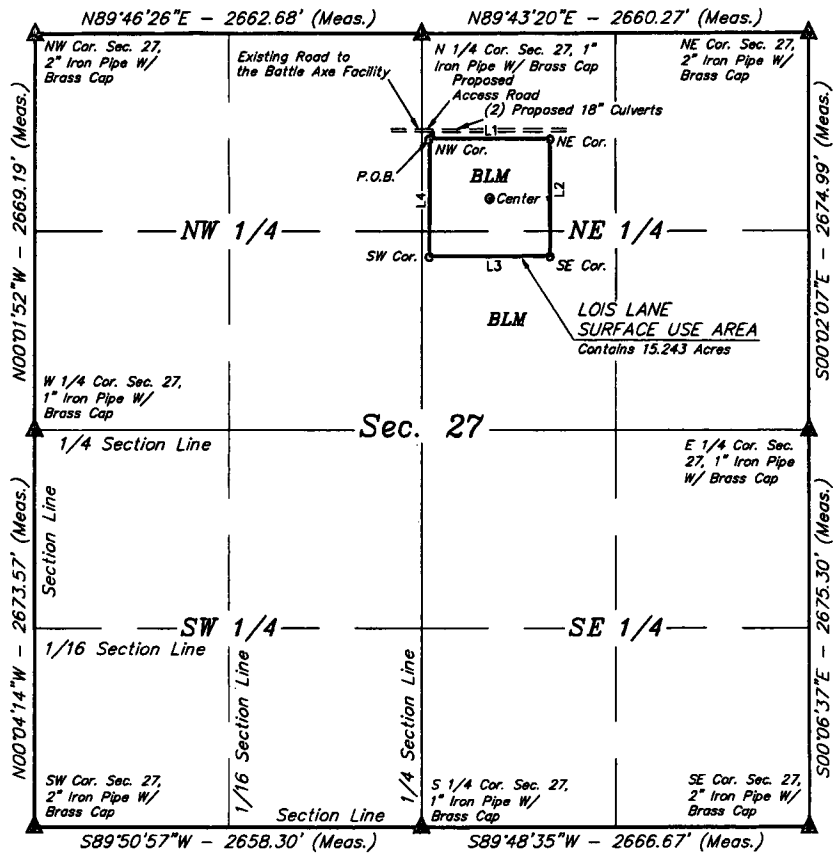 N89°46'26"E - 2662.68' (Meas.)
N89°43'20"E - 2660.27' (Meas.)
NW Cor. Sec. 27,
2" Iron Pipe W/
Brass Cap
Existing Road to
the Battle Axe Facility
N 1/4 Cor. Sec. 27, 1"
Iron Pipe W/ Brass Cap
Proposed
Access Road
(2) Proposed 18" Culverts
NE Cor. Sec. 27,
2" Iron Pipe W/
Brass Cap
L1
NW Cor.
NE Cor.
P.O.B.
BLM
L4
Center
L2
N00°01'52"W - 2669.19' (Meas.)
S00°02'07"E - 2674.99' (Meas.)
NW 1/4
NE 1/4
SW Cor.
L3
SE Cor.
BLM
LOIS LANE
SURFACE USE AREA
Contains 15.243 Acres
W 1/4 Cor. Sec. 27,
1" Iron Pipe W/
Brass Cap
Sec. 27
1/4 Section Line
E 1/4 Cor. Sec.
27, 1" Iron Pipe
W/ Brass Cap
Section Line
N00°04'14"W - 2673.57' (Meas.)
S00°06'37"E - 2675.30' (Meas.)
SW 1/4
SE 1/4
1/16 Section Line
1/16 Section Line
1/4 Section Line
SW Cor. Sec. 27,
2" Iron Pipe W/
Brass Cap
Section Line
S 1/4 Cor. Sec. 27,
1" Iron Pipe W/
Brass Cap
SE Cor. Sec. 27,
2" Iron Pipe W/
Brass Cap
S89°50'57"W - 2658.30' (Meas.)
S89°48'35"W - 2666.67' (Meas.)